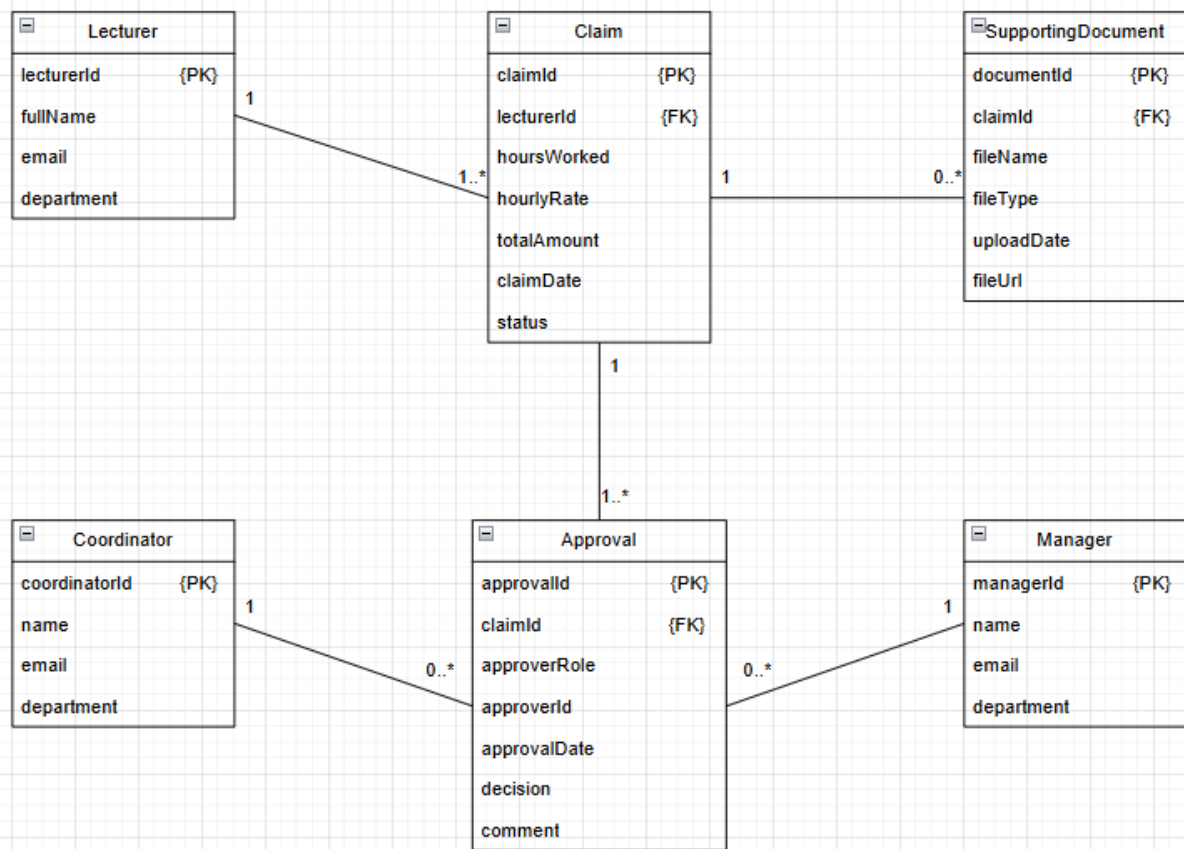 Lecturer
lecturerId {PK}
fullName
email
department
1
1..*
Claim
claimId {PK}
lecturerId {FK}
hoursWorked
hourlyRate
totalAmount
claimDate
status
1
0..*
SupportingDocument
documentId {PK}
claimId {FK}
fileName
fileType
uploadDate
fileUrl
1
1..*
Coordinator
coordinatorId {PK}
name
email
department
1
0..*
Approval
approvalId {PK}
claimId {FK}
approverRole
approverId
approvalDate
decision
comment
0..*
1
Manager
managerId {PK}
name
email
department